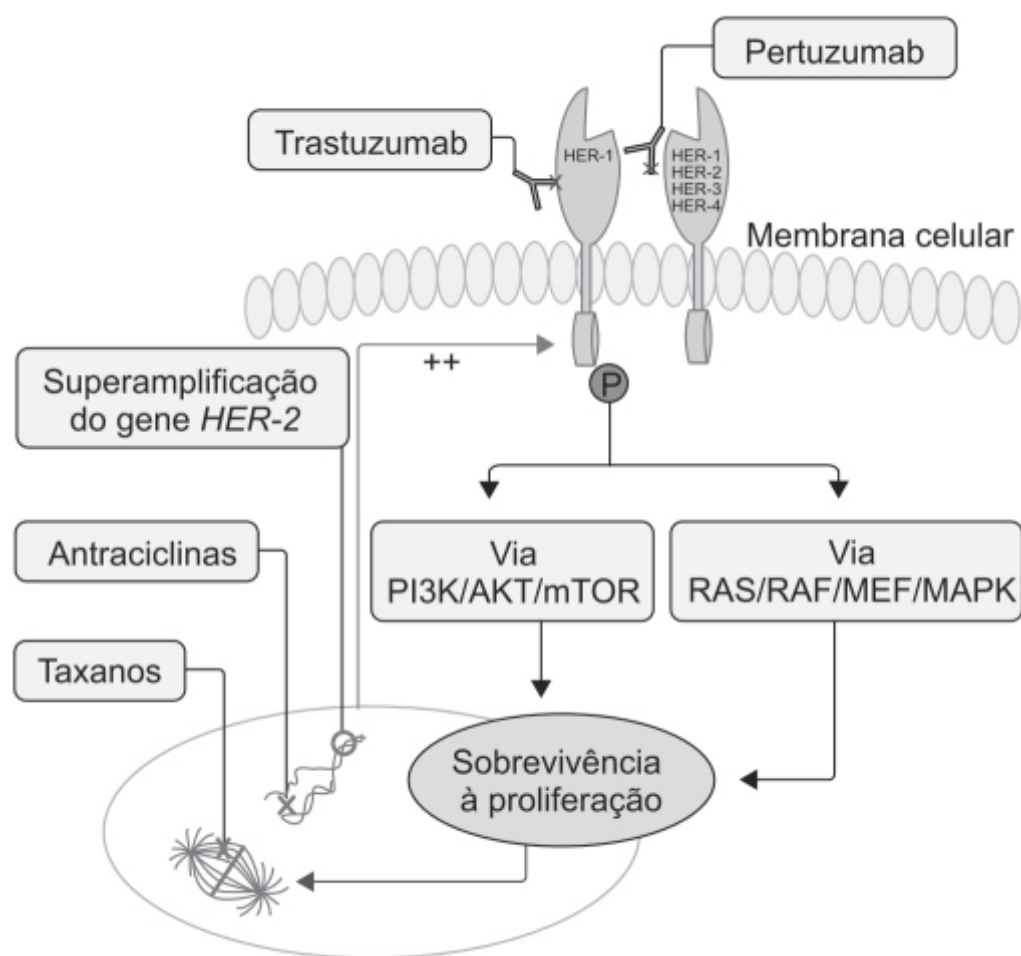 Pertuzumab
Trastuzumab
HER-1
HER-1
HER-2
HER-3
HER-4
Membrana celular
++
Superamplificação
do gene HER-2
P
Antraciclinas
Via
PI3K/AKT/mTOR
Via
RAS/RAF/MEF/MAPK
Taxanos
Sobrevivência
à proliferação